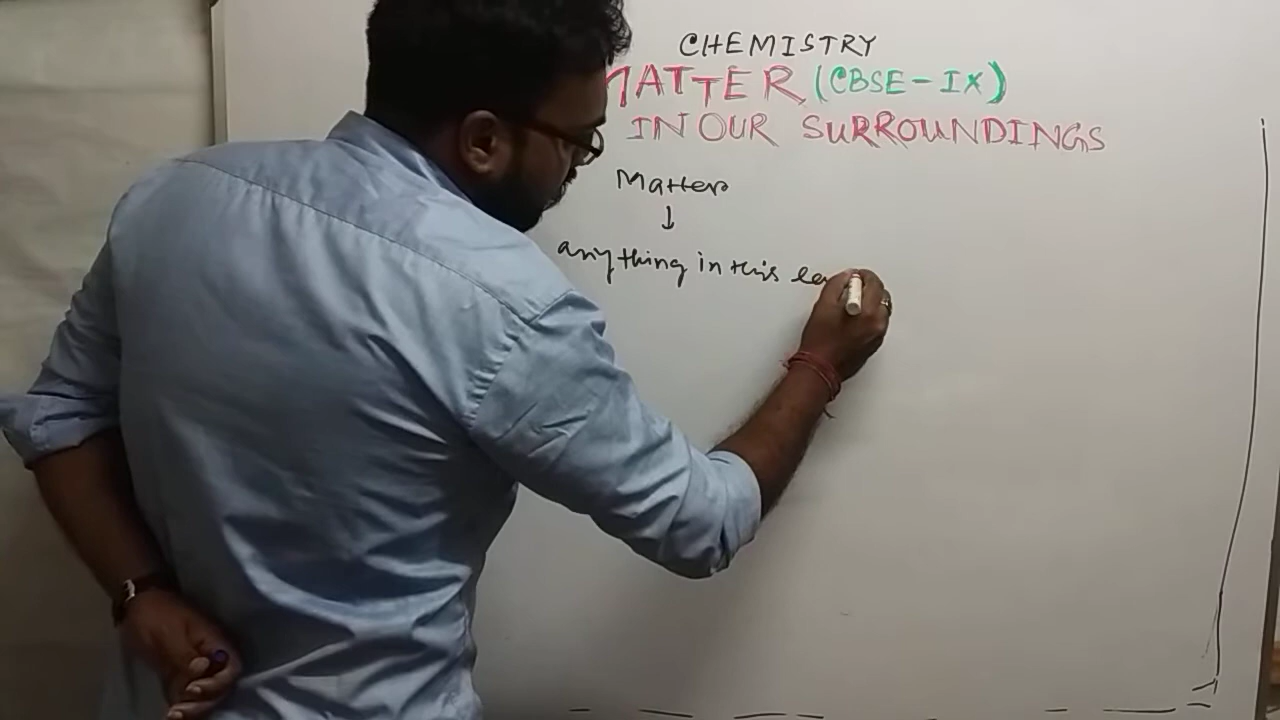 CHEMISTRY
MATTER (CBSE-IX)
IN OUR SURROUNDINGS
Matter
↓
anything in this